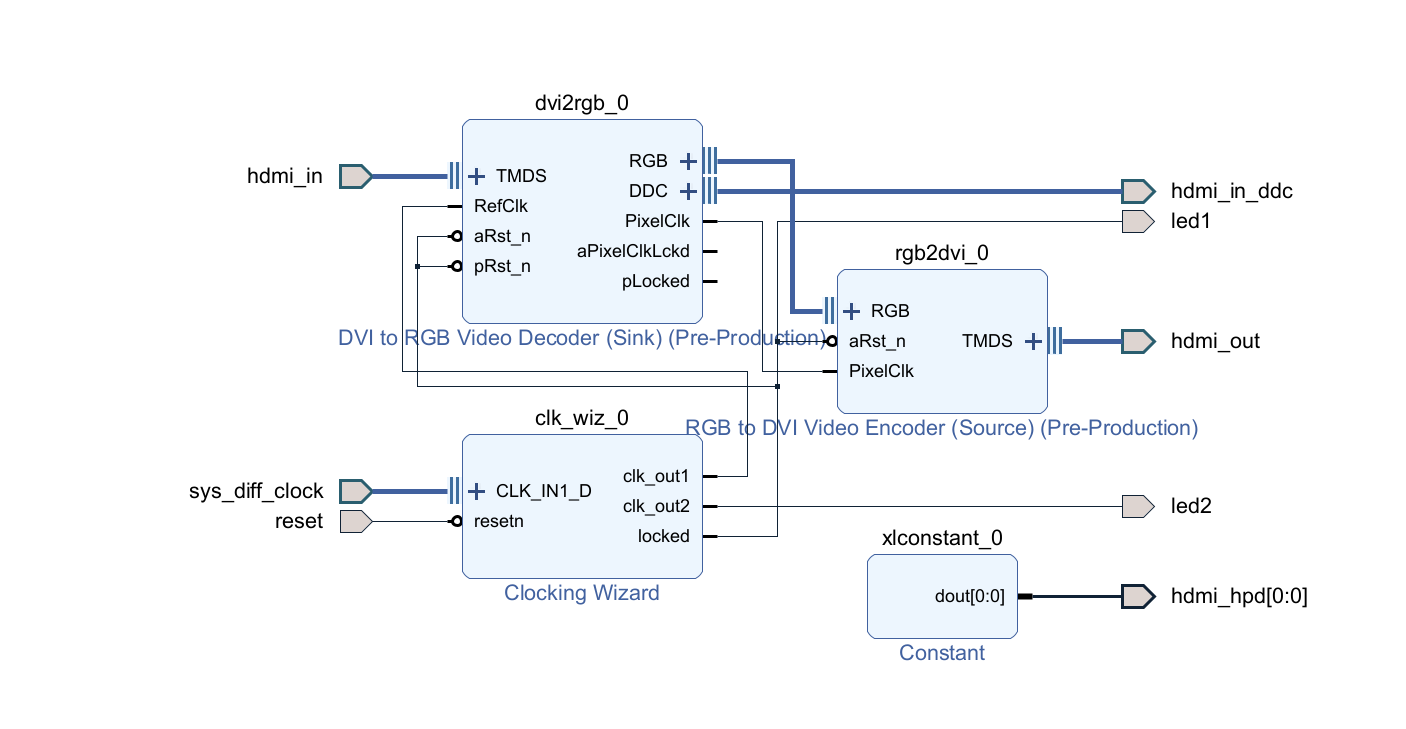 dvi2rgb_0
hdmi_in
TMDS
RefClk
aRst_n
pRst_n
RGB
DDC
PixelClk
aPixelClkLckd
pLocked
DVI to RGB Video Decoder (Sink) (Pre-Production)
hdmi_in_ddc
led1
rgb2dvi_0
RGB
aRst_n
PixelClk
TMDS
hdmi_out
RGB to DVI Video Encoder (Source) (Pre-Production)
clk_wiz_0
sys_diff_clock
reset
CLK_IN1_D
resetn
clk_out1
clk_out2
locked
Clocking Wizard
led2
xlconstant_0
dout[0:0]
hdmi_hpd[0:0]
Constant